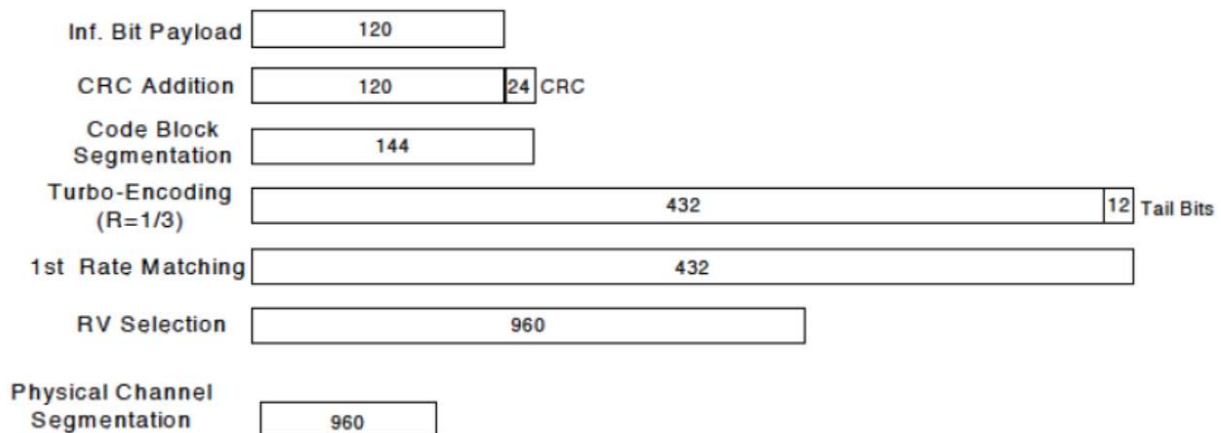 Inf. Bit Payload 120
CRC Addition 120 24 CRC
Code Block
Segmentation 144
Turbo-Encoding
(R=1/3) 432 12 Tail Bits
1st Rate Matching 432
RV Selection 960
Physical Channel
Segmentation 960